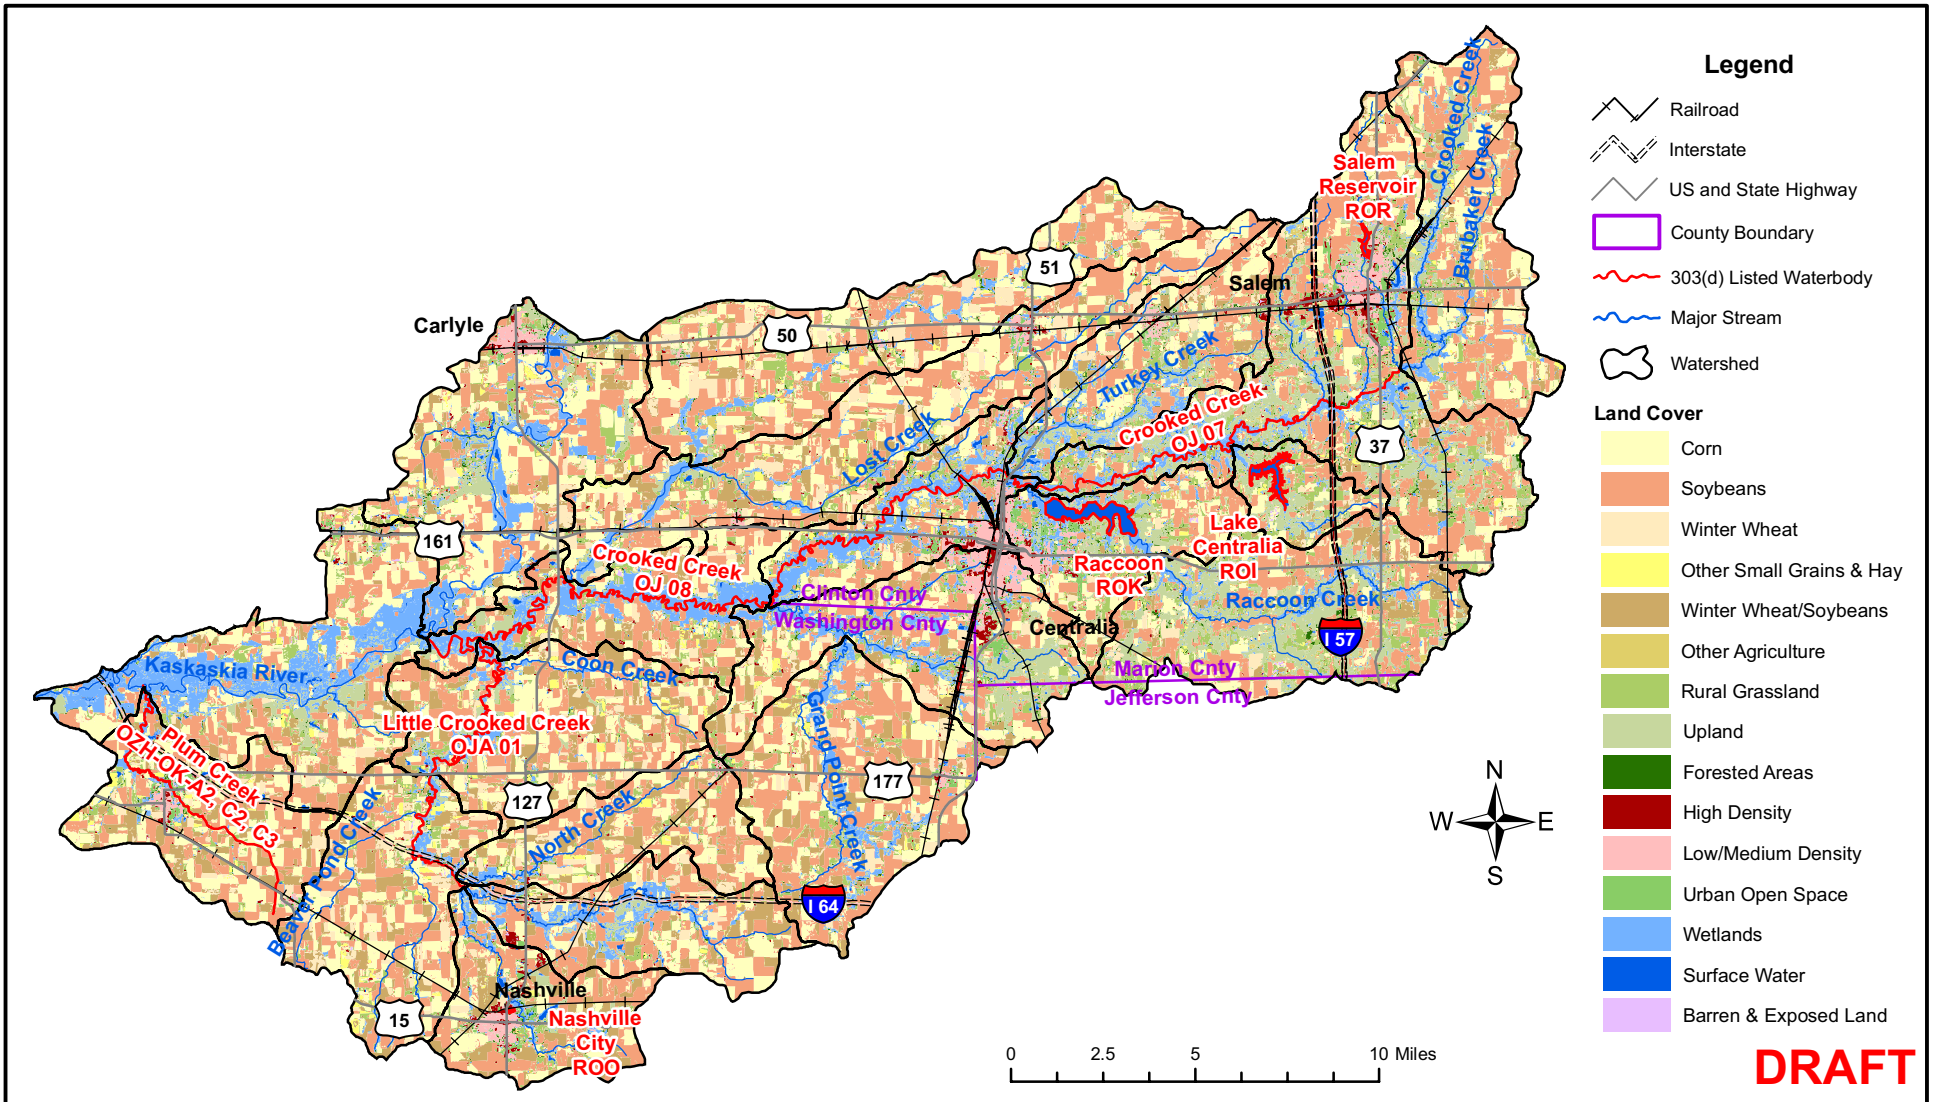 Legend
Railroad
Interstate
US and State Highway
County Boundary
303(d) Listed Waterbody
Major Stream
Watershed
Land Cover
Corn
Soybeans
Winter Wheat
Other Small Grains & Hay
Winter Wheat/Soybeans
Other Agriculture
Rural Grassland
Upland
Forested Areas
High Density
Low/Medium Density
Urban Open Space
Wetlands
Surface Water
Barren & Exposed Land
DRAFT
Crooked Creek
Brubaker Creek
Salem
Reservoir
ROR
51
Salem
Carlyle
50
Turkey Creek
Crooked Creek
OJ 07
37
Lost Creek
161
Crooked Creek
OJ 08
Lake
Centralia
ROI
Raccoon
ROK
Clinton Cnty
Washington Cnty
Raccoon Creek
Centralia
I 57
Marion Cnty
Jefferson Cnty
Kaskaskia River
Coon Creek
Little Crooked Creek
OJA 01
Plum Creek
OZH-OK-A2, C2, C3
Grand Point Creek
177
127
North Creek
Beaver Pond Creek
I 64
Nashville
15
Nashville
City
ROO
N
W E
S
0 2.5 5 10 Miles